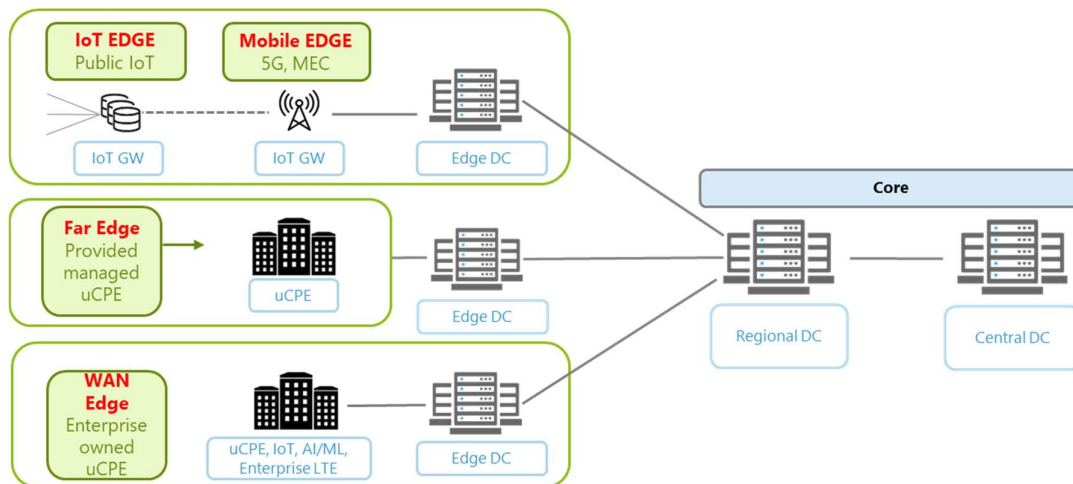 IoT EDGE
Public IoT
Mobile EDGE
5G, MEC
IoT GW
IoT GW
Edge DC
Core
Far Edge
Provided
managed
uCPE
uCPE
Edge DC
Regional DC
Central DC
WAN
Edge
Enterprise
owned
uCPE
uCPE, IoT, AI/ML,
Enterprise LTE
Edge DC